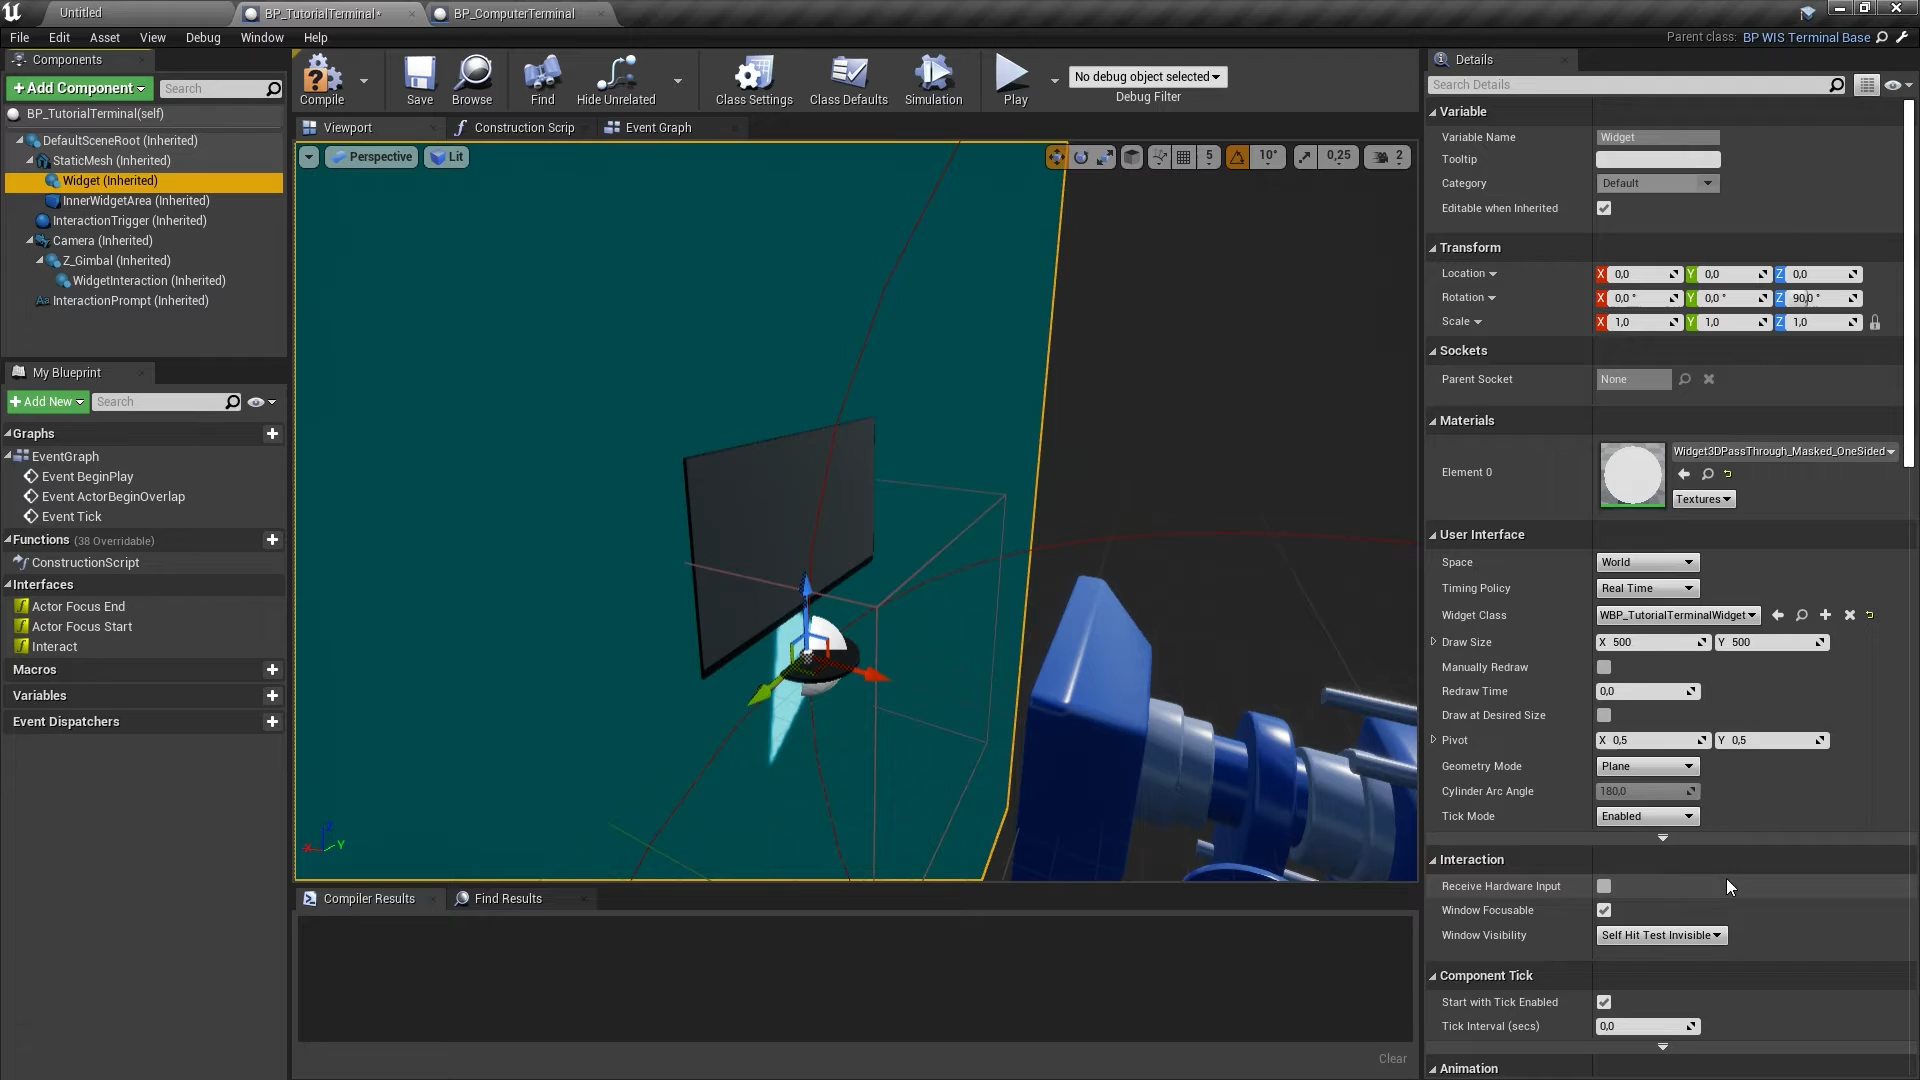 Untitled
BP_TutorialTerminal*
BP_ComputerTerminal
File Edit Asset View Debug Window Help
Parent class: BP WIS Terminal Base
Components
+Add Component
Search
BP_TutorialTerminal(self)
DefaultSceneRoot (Inherited)
StaticMesh (Inherited)
Widget (Inherited)
InnerWidgetArea (Inherited)
InteractionTrigger (Inherited)
Camera (Inherited)
Z_Gimbal (Inherited)
WidgetInteraction (Inherited)
InteractionPrompt (Inherited)
My Blueprint
+Add New
Search
Graphs
EventGraph
Event BeginPlay
Event ActorBeginOverlap
Event Tick
Functions (38 Overridable)
ConstructionScript
Interfaces
Actor Focus End
Actor Focus Start
Interact
Macros
Variables
Event Dispatchers
Compile
Save
Browse
Find
Hide Unrelated
Class Settings
Class Defaults
Simulation
Play
No debug object selected
Debug Filter
Viewport
Construction Scrip
Event Graph
Perspective
Lit
5
10°
0,25
2
Z
X
Y
Compiler Results
Find Results
Clear
Details
Search Details
Variable
Variable Name Widget
Tooltip
Category Default
Editable when Inherited
Transform
Location X 0,0 Y 0,0 Z 0,0
Rotation X 0,0 ° Y 0,0 ° Z 90,0 °
Scale X 1,0 Y 1,0 Z 1,0
Sockets
Parent Socket None
Materials
Element 0
Widget3DPassThrough_Masked_OneSided
Textures
User Interface
Space World
Timing Policy Real Time
Widget Class WBP_TutorialTerminalWidget
Draw Size X 500 Y 500
Manually Redraw
Redraw Time 0,0
Draw at Desired Size
Pivot X 0,5 Y 0,5
Geometry Mode Plane
Cylinder Arc Angle 180,0
Tick Mode Enabled
Interaction
Receive Hardware Input
Window Focusable
Window Visibility Self Hit Test Invisible
Component Tick
Start with Tick Enabled
Tick Interval (secs) 0,0
Animation